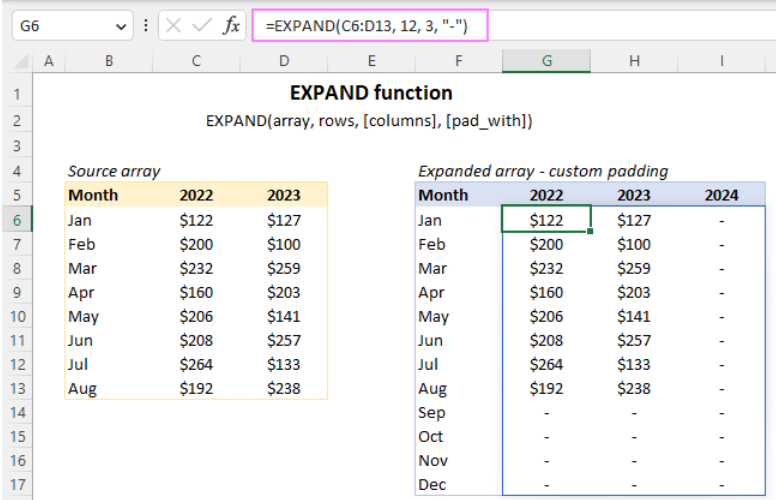 G6 fx =EXPAND(C6:D13, 12, 3, "-")
A B C D E F G H I
1 EXPAND function
2 EXPAND(array, rows, [columns], [pad_with])
3
4 Source array Expanded array - custom padding
5 Month 2022 2023 Month 2022 2023 2024
6 Jan $122 $127 Jan $122 $127 -
7 Feb $200 $100 Feb $200 $100 -
8 Mar $232 $259 Mar $232 $259 -
9 Apr $160 $203 Apr $160 $203 -
10 May $206 $141 May $206 $141 -
11 Jun $208 $257 Jun $208 $257 -
12 Jul $264 $133 Jul $264 $133 -
13 Aug $192 $238 Aug $192 $238 -
14 Sep - - -
15 Oct - - -
16 Nov - - -
17 Dec - - -